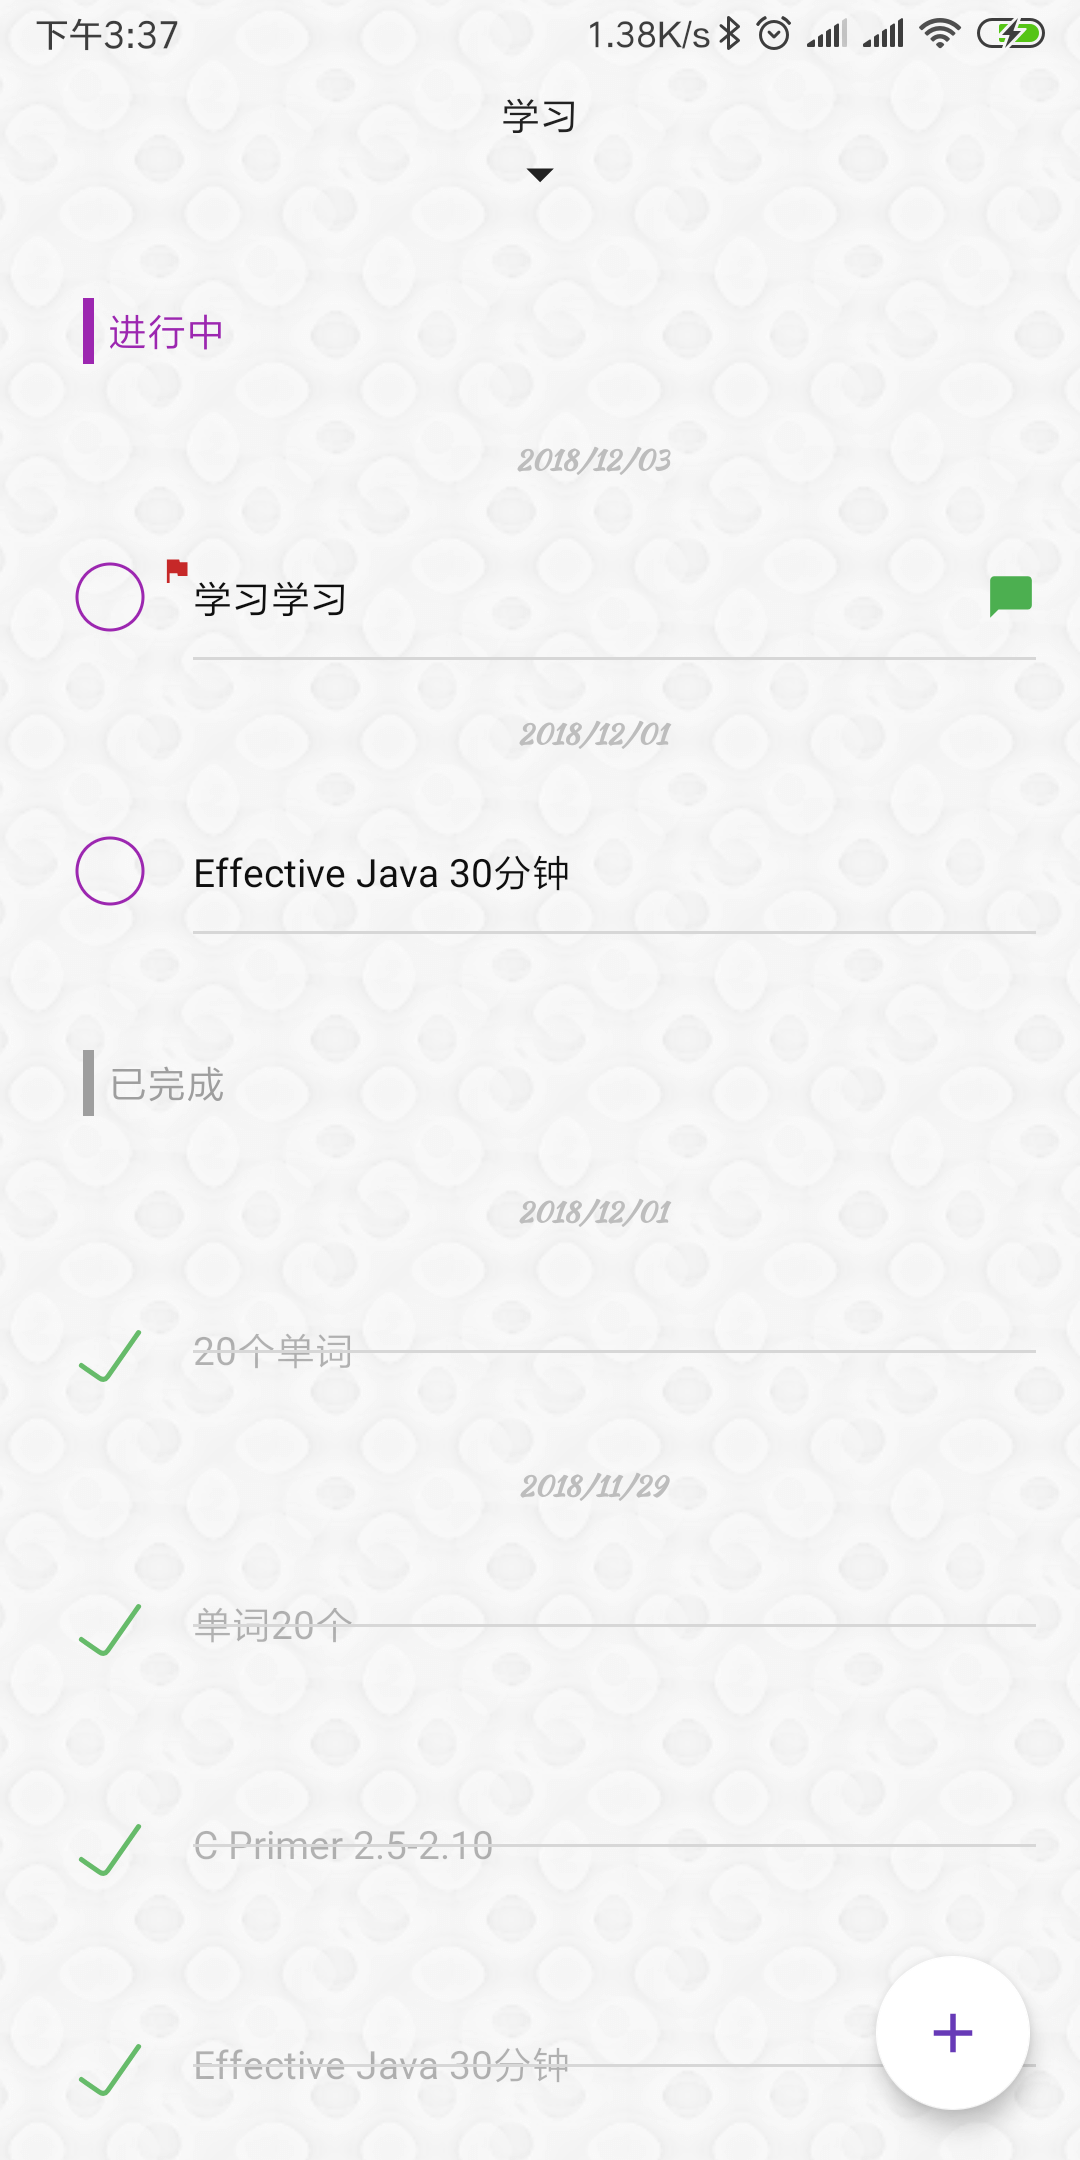 下午3:37 1.38K/s
学习
进行中
2018/12/03
学习学习
2018/12/01
Effective Java 30分钟
已完成
2018/12/01
20个单词
2018/11/29
单词20个
C Primer 2.5-2.10
Effective Java 30分钟